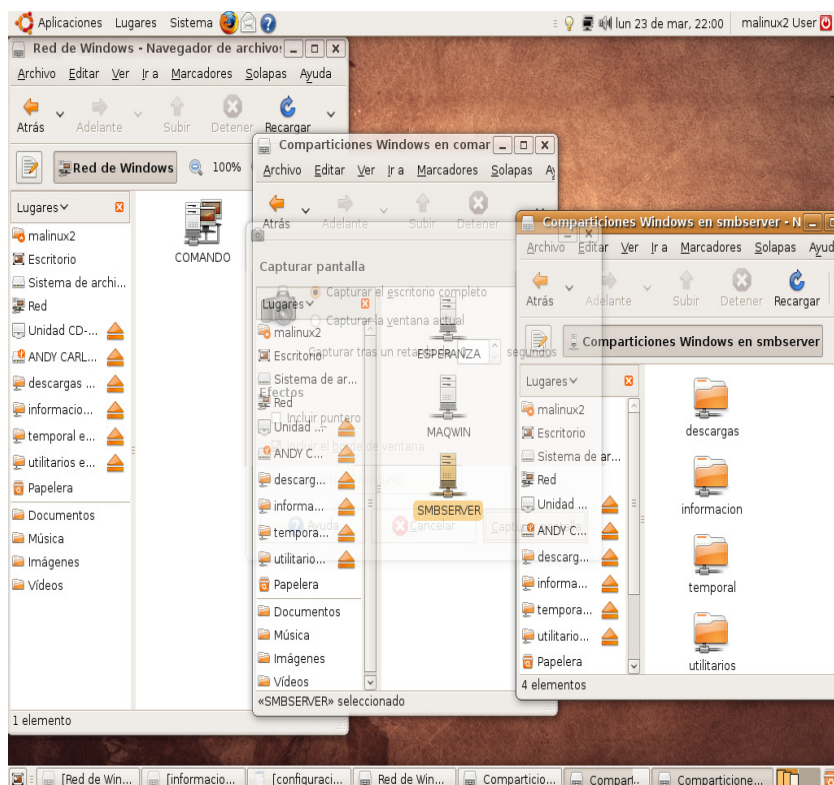 Aplicaciones Lugares Sistema lun 23 de mar, 22:00 malinux2 User
Red de Windows - Navegador de archivos
Archivo Editar Ver Ir a Marcadores Solapas Ayuda
Atrás Adelante Subir Detener Recargar
Red de Windows 100%
Lugares
malinux2
Escritorio
Sistema de archi...
Red
Unidad CD-...
ANDY CARL...
descargas ...
informacio...
temporal e...
utilitarios e...
Papelera
Documentos
Música
Imágenes
Vídeos
COMANDO
1 elemento
Comparticiones Windows en comar
Archivo Editar Ver Ir a Marcadores Solapas Ay
Atrás Adelante Subir Detener
Lugares
malinux2
Escritorio
Sistema de ar...
Red
Unidad ...
ANDY C...
descarg...
informa...
tempora...
utilitario...
Papelera
Documentos
Música
Imágenes
Vídeos
ESPERANZA
MAQWIN
SMBSERVER
«SMBSERVER» seleccionado
Capturar pantalla
Capturar el escritorio completo
Capturar la ventana actual
Capturar tras un retardo de 0 segundos
Efectos
Incluir puntero
Incluir el borde de ventana
Ayuda Cancelar Capturar pantalla
Comparticiones Windows en smbserver - N
Archivo Editar Ver Ir a Marcadores Solapas Ayud
Atrás Adelante Subir Detener Recargar
Comparticiones Windows en smbserver
Lugares
malinux2
Escritorio
Sistema de ar...
Red
Unidad ...
ANDY C...
descarg...
informa...
tempora...
utilitario...
Papelera
descargas
informacion
temporal
utilitarios
4 elementos
[Red de Win... [informacio... [configuraci... Red de Win... Comparticio... Compart.. Comparticione...